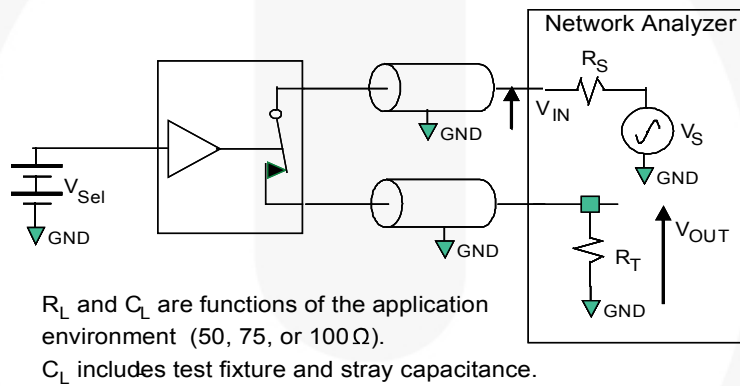 Network Analyzer
R_S
V_IN
GND
V_S
GND
V_Sel
GND
V_OUT
GND
R_T
GND
R_L and C_L are functions of the application
environment (50, 75, or 100Ω).
C_L includes test fixture and stray capacitance.